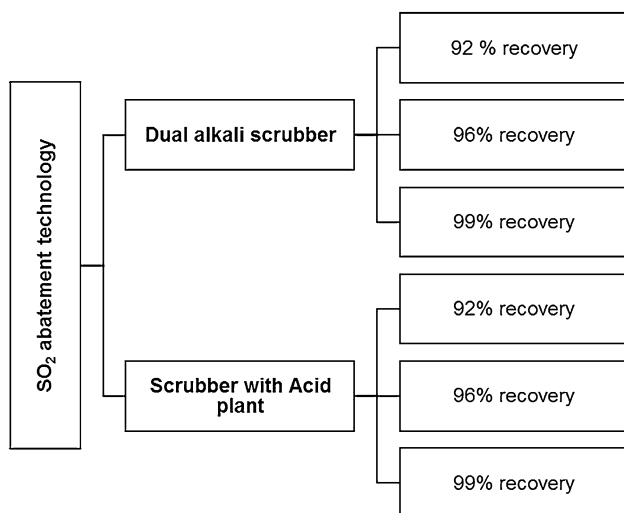 SO₂ abatement technology
Dual alkali scrubber
92 % recovery
96% recovery
99% recovery
Scrubber with Acid
plant
92% recovery
96% recovery
99% recovery